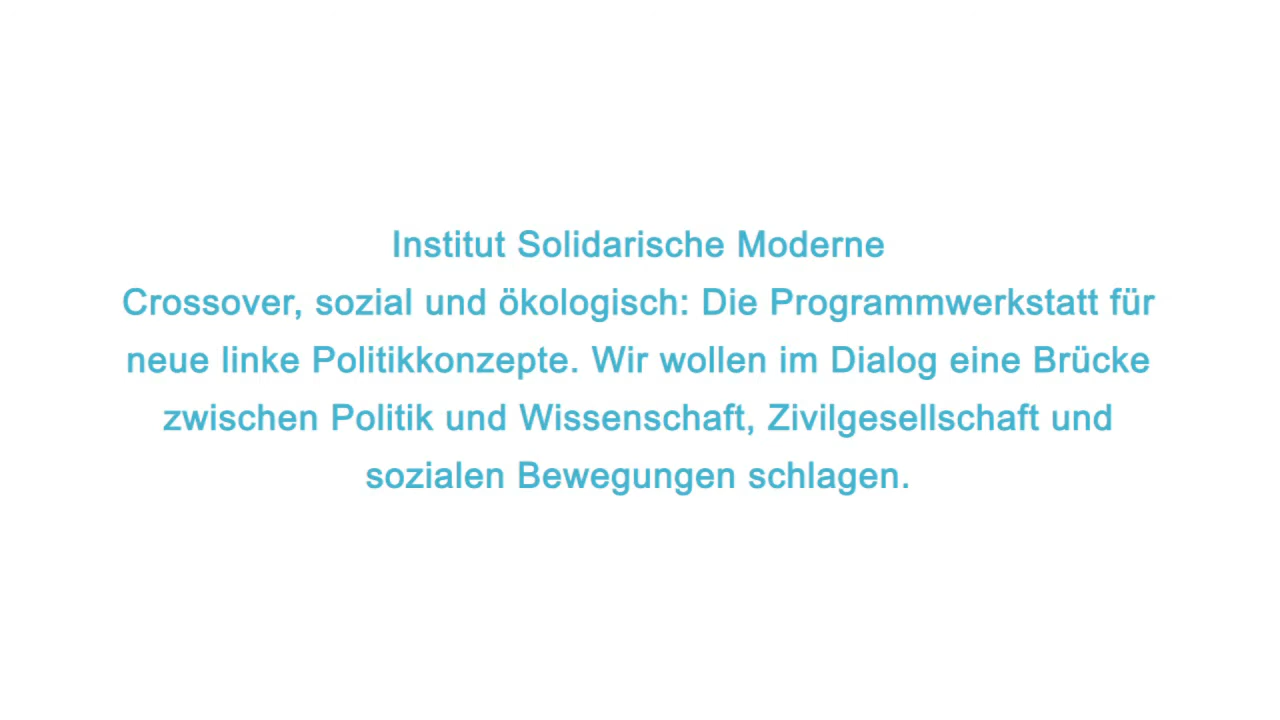 Institut Solidarische Moderne
Crossover, sozial und ökologisch: Die Programmwerkstatt für
neue linke Politikkonzepte. Wir wollen im Dialog eine Brücke
zwischen Politik und Wissenschaft, Zivilgesellschaft und
sozialen Bewegungen schlagen.